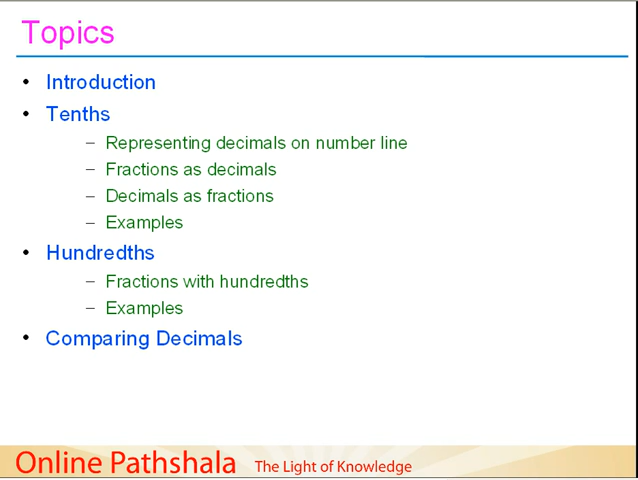 Topics
• Introduction
• Tenths
– Representing decimals on number line
– Fractions as decimals
– Decimals as fractions
– Examples
• Hundredths
– Fractions with hundredths
– Examples
• Comparing Decimals
Online Pathshala The Light of Knowledge